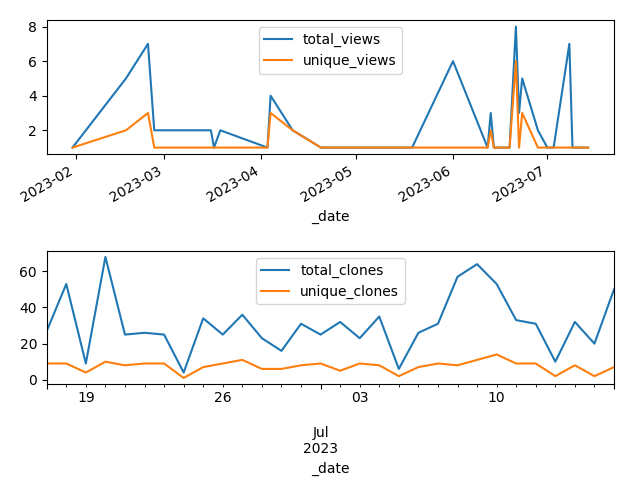 8
6
4
2
total_views
unique_views
2023-02
2023-03
2023-04
2023-05
2023-06
2023-07
_date
60
40
20
0
total_clones
unique_clones
19
26
03
10
Jul
2023
_date